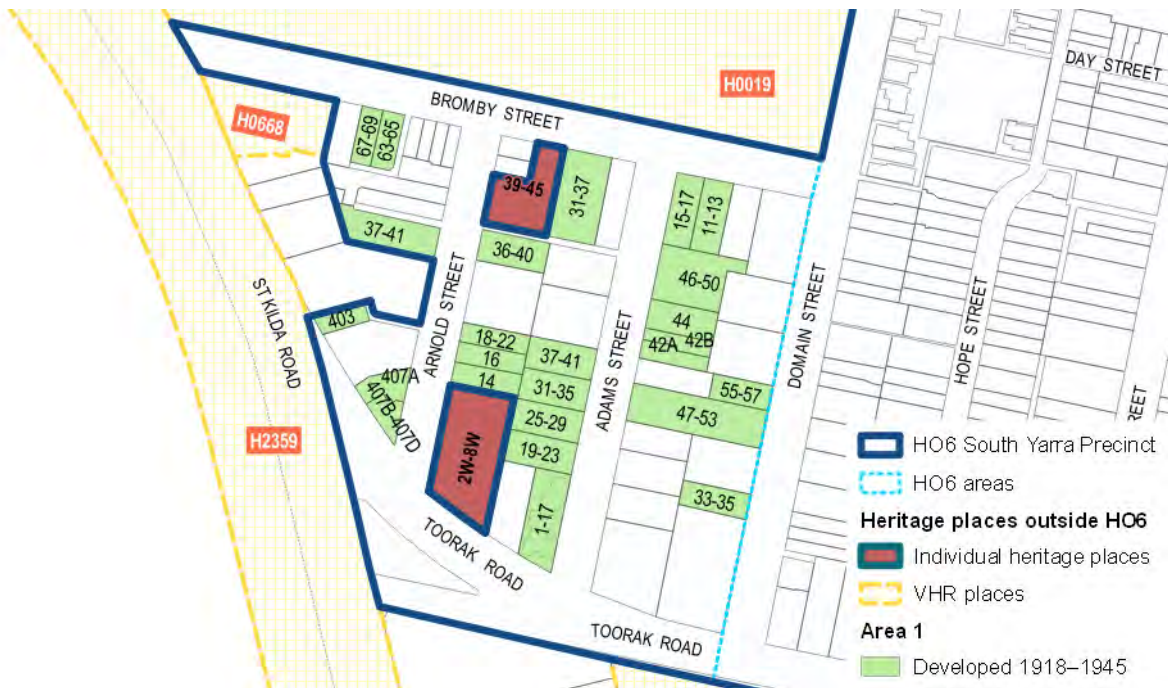 DAY STREET
H0019
BROMBY STREET
H0668
67-69
63-65
39-45
31-37
15-17
11-13
37-41
36-40
46-50
ST KILDA ROAD
403
ARNOLD STREET
18-22
16
14
37-41
31-35
25-29
19-23
1-17
ADAMS STREET
44
42A
42B
55-57
47-53
33-35
DOMAIN STREET
HOPE STREET
REET
407A
407B-407D
H2359
2W-8W
TOORAK ROAD
TOORAK ROAD
HO6 South Yarra Precinct
HO6 areas
Heritage places outside HO6
Individual heritage places
VHR places
Area 1
Developed 1918–1945